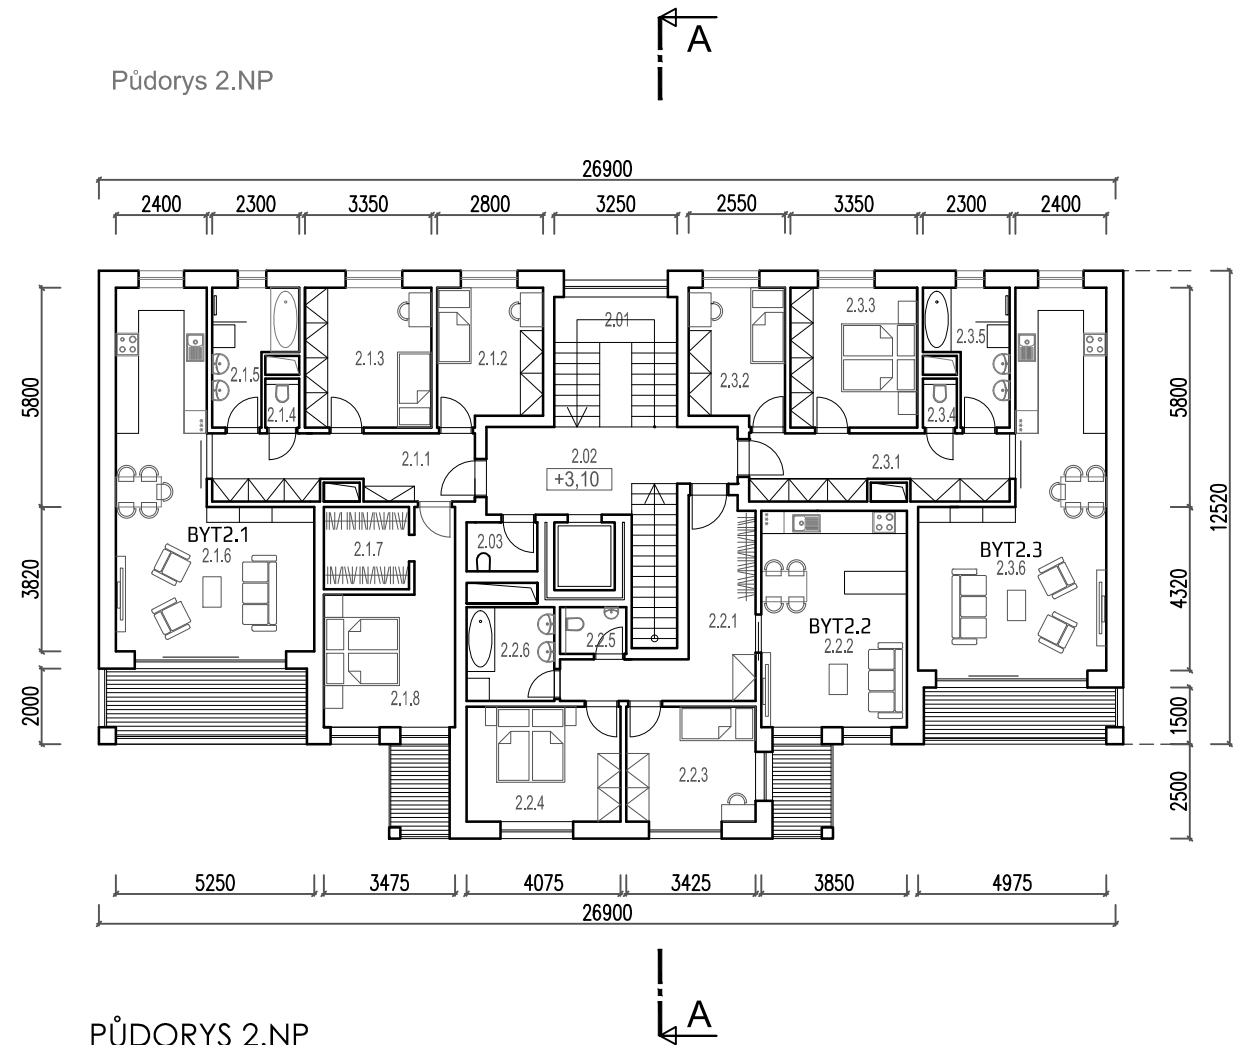 A
Půdorys 2.NP
26900
2400 2300 3350 2800 3250 2550 3350 2300 2400
2.01
2.3.3
2.3.5
2.1.3 2.1.2
2.1.5 2.3.2
2.1.4 2.3.4
5800 5800
2.1.1 2.02 2.3.1
+3,10
12520
BYT2.1 2.03 BYT2.3
2.1.6 2.1.7 2.3.6
3820 4320
2.2.1 BYT2.2
2.2.6 2.2.5 2.2.2
2.1.8
2000 1500
2.2.4 2.2.3
2500
5250 3475 4075 3425 3850 4975
26900
A
PŮDORYS 2.NP